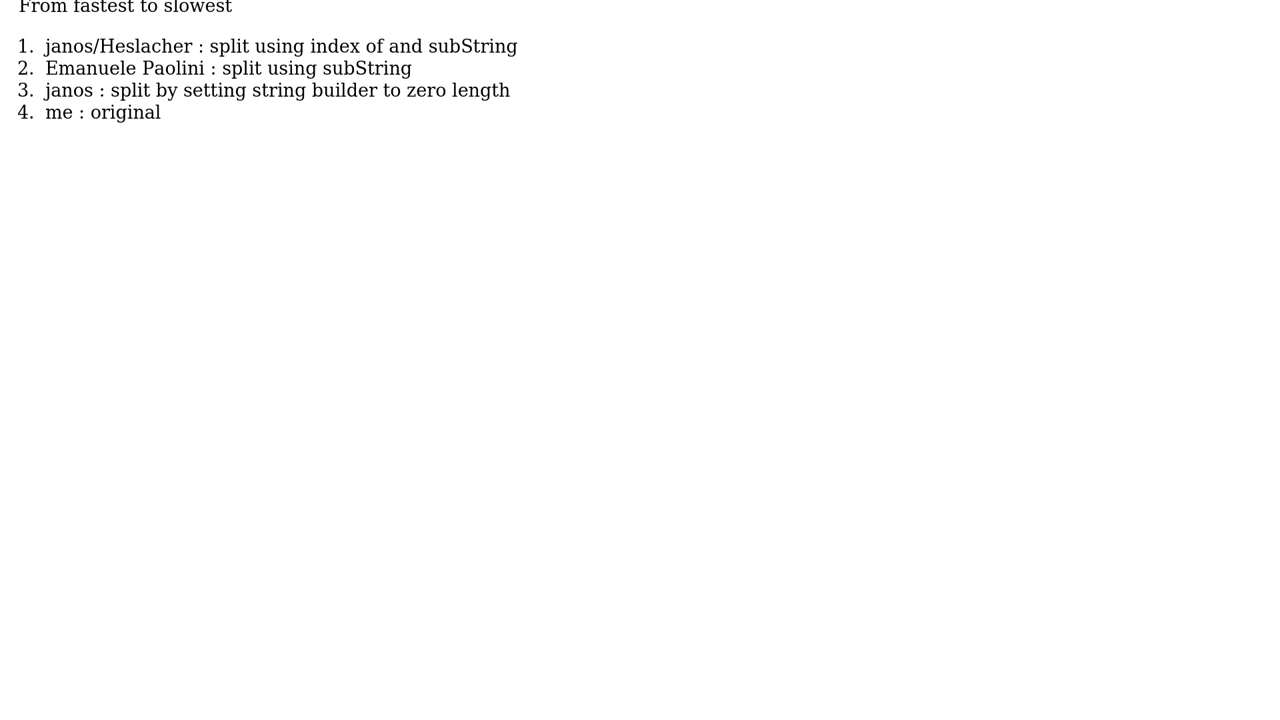 From fastest to slowest
1. janos/Heslacher : split using index of and subString
2. Emanuele Paolini : split using subString
3. janos : split by setting string builder to zero length
4. me : original